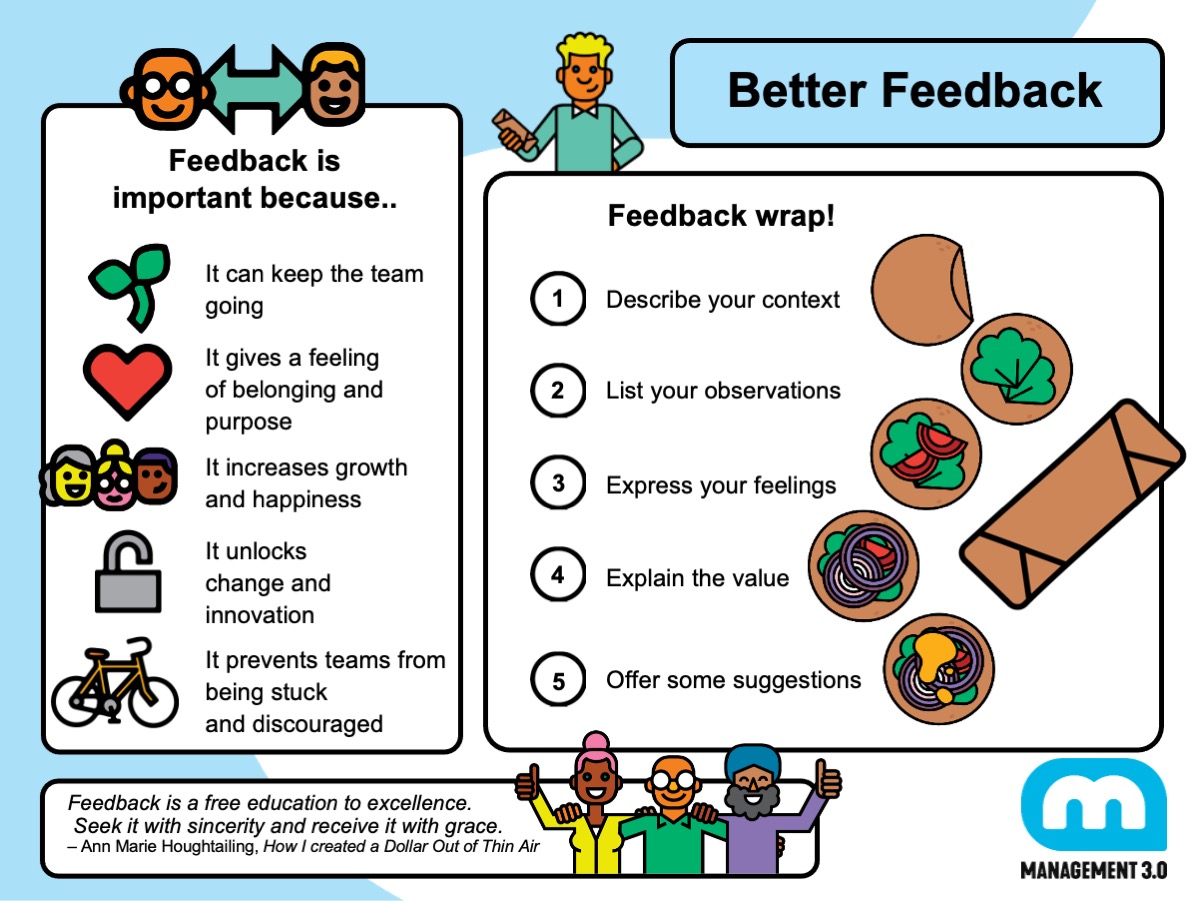 Better Feedback
Feedback is
important because..
It can keep the team
going
It gives a feeling
of belonging and
purpose
It increases growth
and happiness
It unlocks
change and
innovation
It prevents teams from
being stuck
and discouraged
Feedback wrap!
1 Describe your context
2 List your observations
3 Express your feelings
4 Explain the value
5 Offer some suggestions
Feedback is a free education to excellence.
Seek it with sincerity and receive it with grace.
– Ann Marie Houghtailing, How I created a Dollar Out of Thin Air
m
MANAGEMENT 3.0